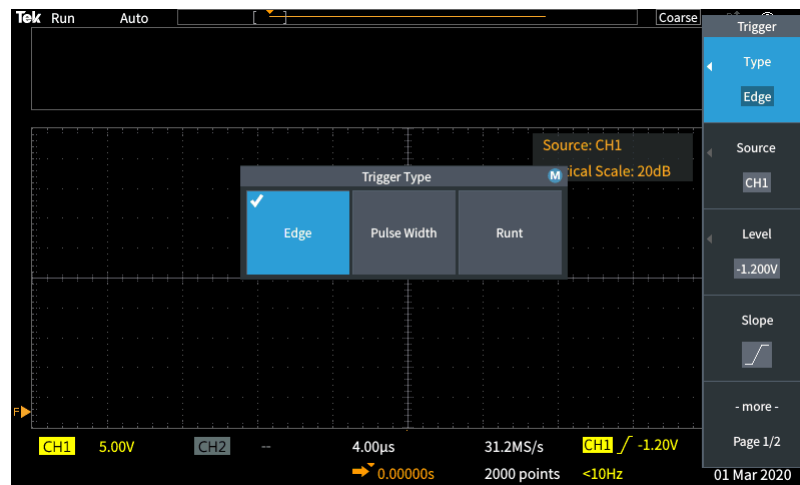 Tek Run Auto Coarse
Trigger
Type
Edge
Source: CH1
ical Scale: 20dB
Trigger Type M
Edge Pulse Width Runt
Source
CH1
Level
-1.200V
Slope
- more -
Page 1/2
F
CH1 5.00V CH2 -- 4.00µs 31.2MS/s CH1 -1.20V
0.00000s 2000 points <10Hz 01 Mar 2020